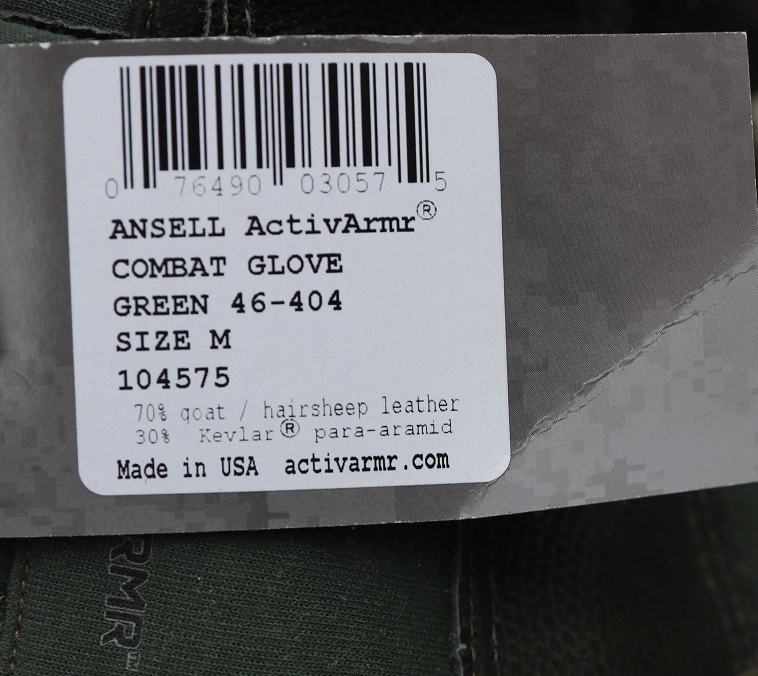 0 76490 03057 5
ANSELL ActivArmr®
COMBAT GLOVE
GREEN 46-404
SIZE M
104575
70% goat / hairsheep leather
30% Kevlar® para-aramid
Made in USA activarmr.com
RMR™